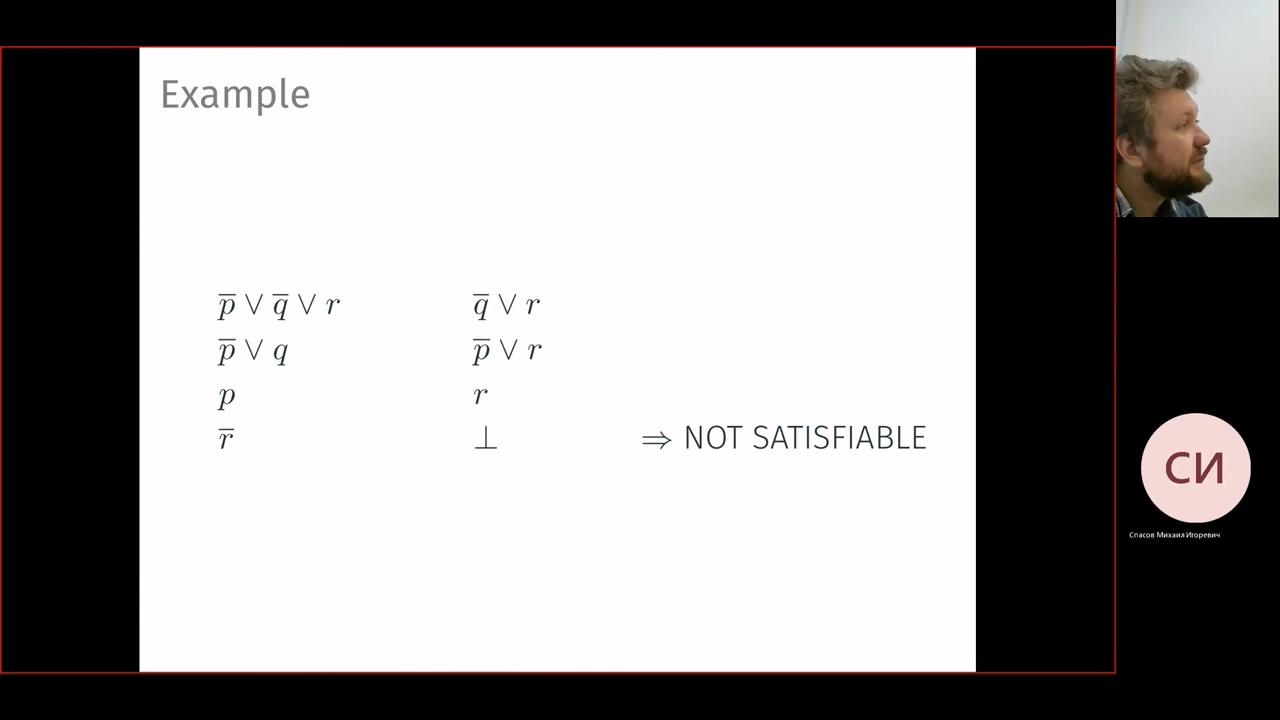 Example
p̅ ∨ q̅ ∨ r
q̅ ∨ r
p̅ ∨ q
p̅ ∨ r
p
r
r̅
⊥
⇒ NOT SATISFIABLE
СИ
Спасов Михаил Игоревич